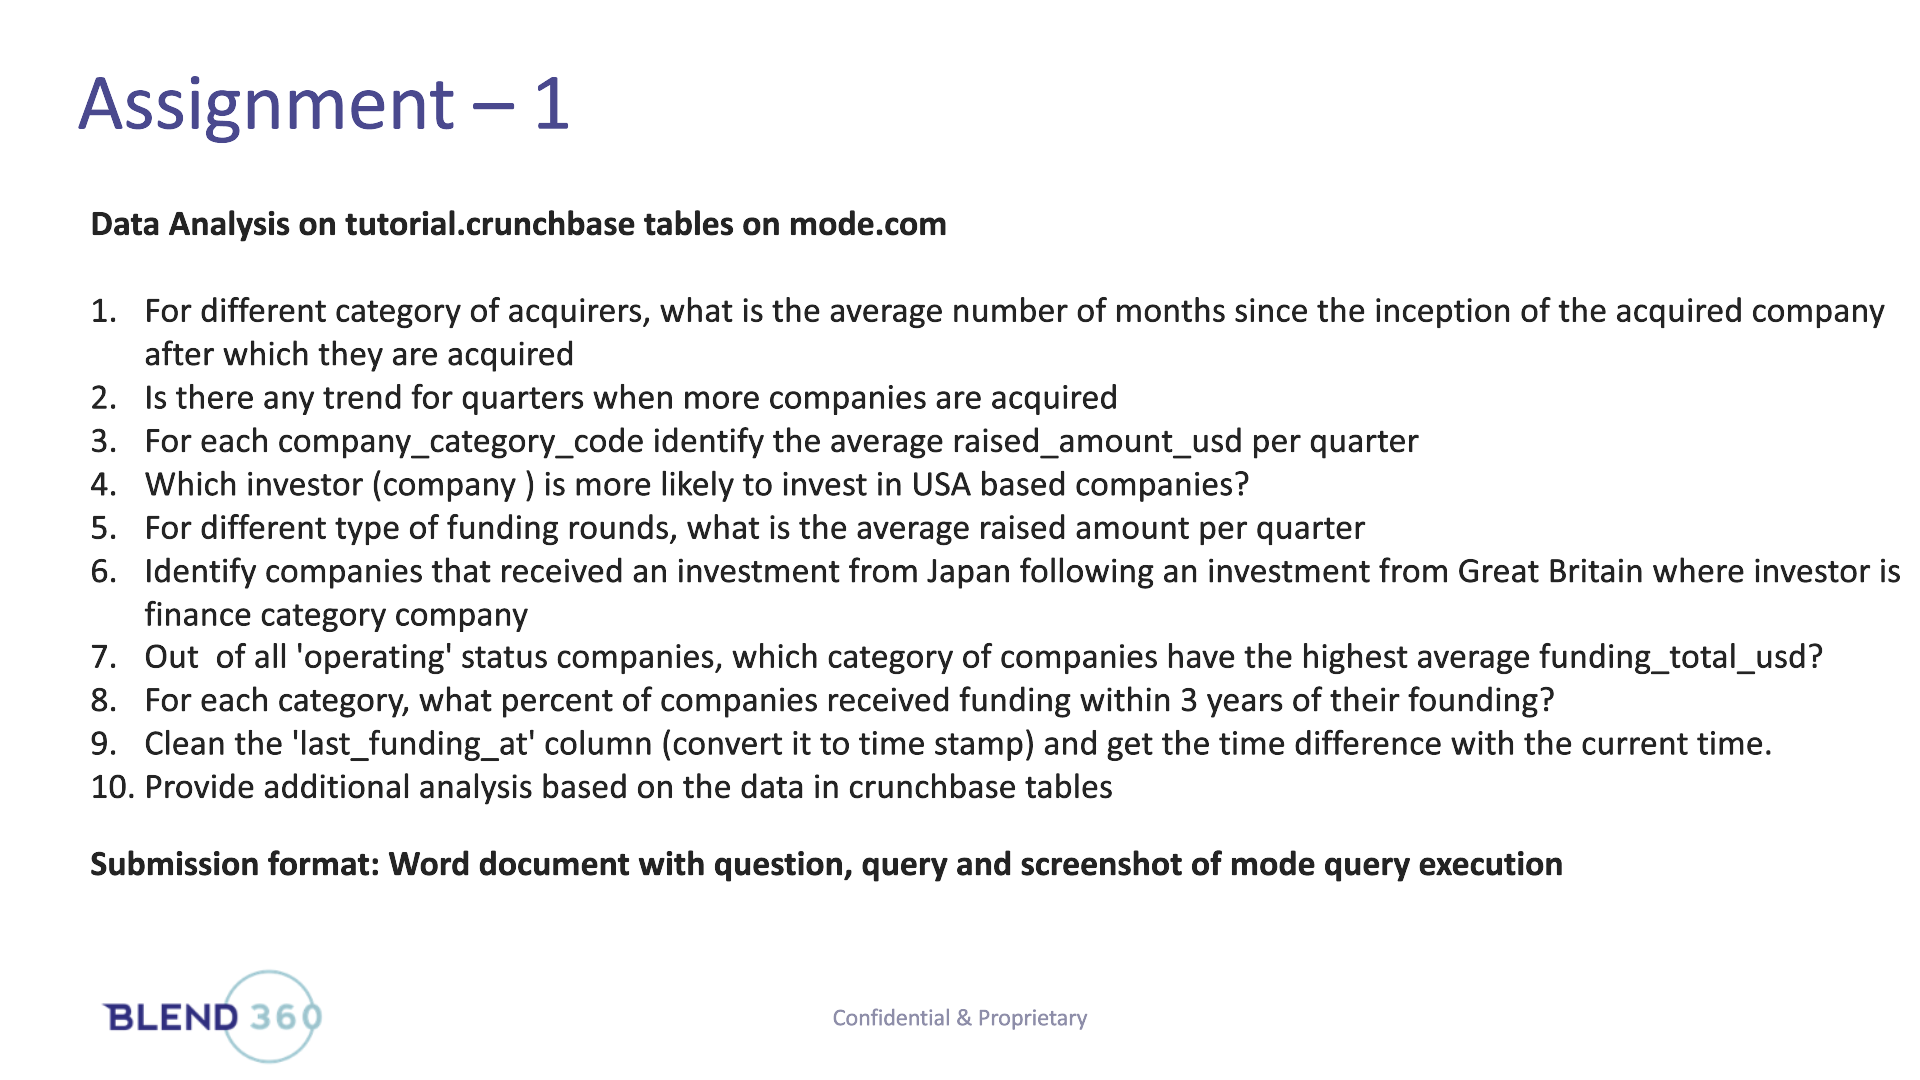 Assignment – 1
Data Analysis on tutorial.crunchbase tables on mode.com
1. For different category of acquirers, what is the average number of months since the inception of the acquired company
after which they are acquired
2. Is there any trend for quarters when more companies are acquired
3. For each company_category_code identify the average raised_amount_usd per quarter
4. Which investor (company ) is more likely to invest in USA based companies?
5. For different type of funding rounds, what is the average raised amount per quarter
6. Identify companies that received an investment from Japan following an investment from Great Britain where investor is
finance category company
7. Out  of all 'operating' status companies, which category of companies have the highest average funding_total_usd?
8. For each category, what percent of companies received funding within 3 years of their founding?
9. Clean the 'last_funding_at' column (convert it to time stamp) and get the time difference with the current time.
10. Provide additional analysis based on the data in crunchbase tables
Submission format: Word document with question, query and screenshot of mode query execution
BLEND 360
Confidential & Proprietary